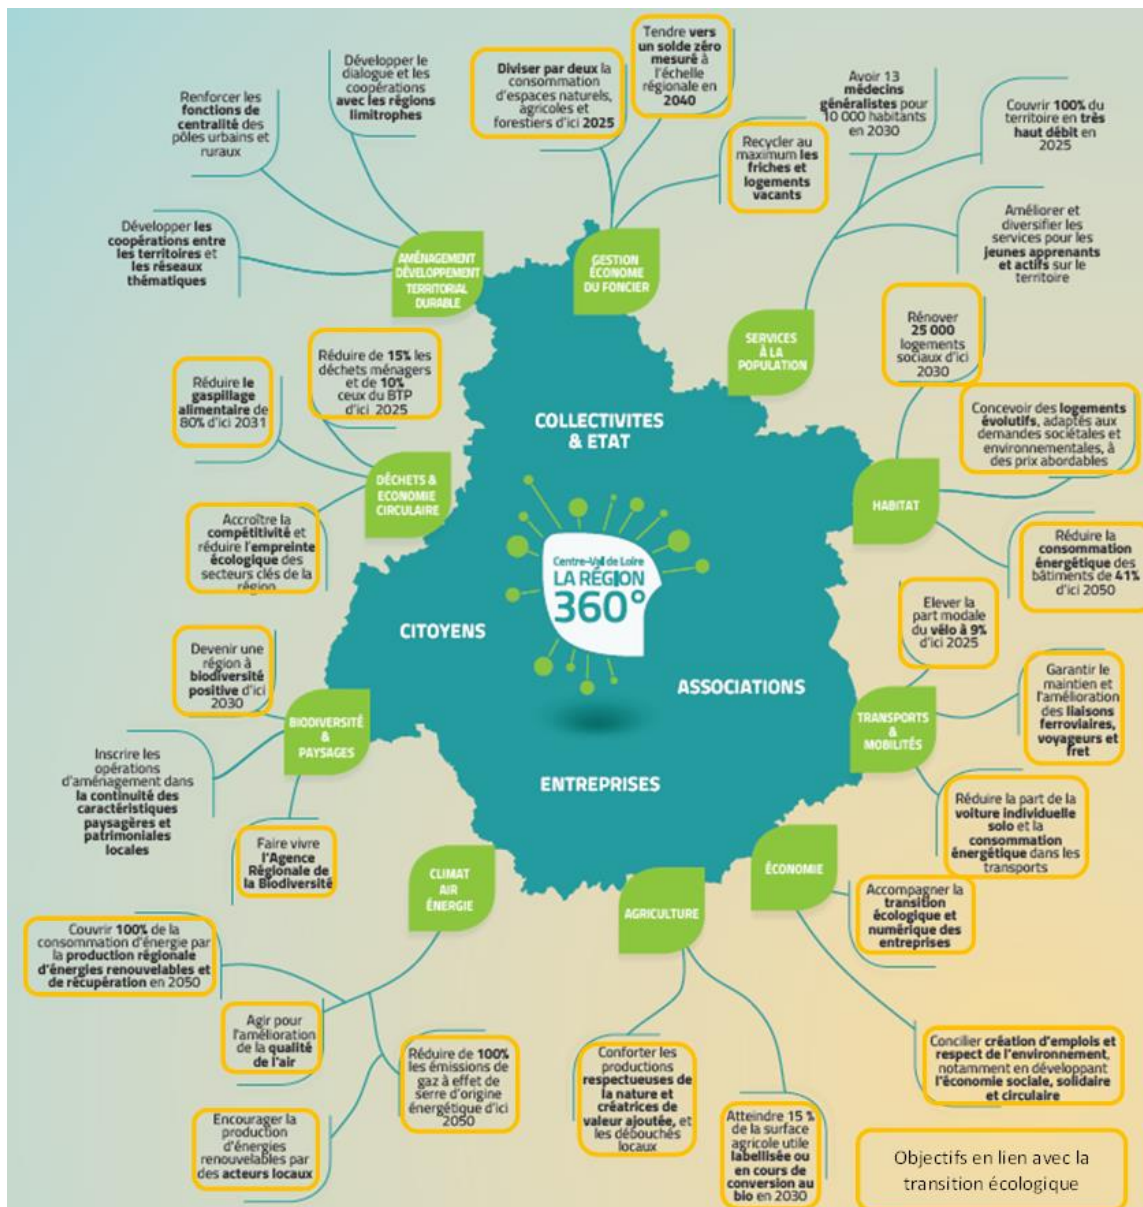 Développer le
dialogue et les
coopérations
avec les régions
limitrophes
Renforcer les
fonctions de
centralité des
pôles urbains et
ruraux
Développer les
coopérations entre
les territoires et
les réseaux
thématiques
AMÉNAGEMENT
DÉVELOPPEMENT
TERRITORIAL
DURABLE
Diviser par deux la
consommation
d'espaces naturels,
agricoles et
forestiers d'ici 2025
Tendre vers
un solde zéro
mesuré à
l'échelle
régionale en
2040
Recycler au
maximum les
friches et
logements
vacants
GESTION
ÉCONOME
DU FONCIER
Avoir 13
médecins
généralistes pour
10 000 habitants
en 2030
Couvrir 100% du
territoire en très
haut débit en
2025
Améliorer et
diversifier les
services pour les
jeunes apprenants
et actifs sur le
territoire
SERVICES
À LA
POPULATION
Rénover
25 000
logements
sociaux d'ici
2030
Concevoir des logements
évolutifs, adaptés aux
demandes sociétales et
environnementales, à
des prix abordables
Réduire la
consommation
énergétique des
bâtiments de 41%
d'ici 2050
HABITAT
Réduire de 15% les
déchets ménagers
et de 10%
ceux du BTP
d'ici 2025
Réduire le
gaspillage
alimentaire de
80% d'ici 2031
Accroître la
compétitivité et
réduire l'empreinte
écologique des
secteurs clés de la
région
DÉCHETS &
ECONOMIE
CIRCULAIRE
COLLECTIVITES
& ETAT
Centre-Val de Loire
LA RÉGION
360°
CITOYENS
ASSOCIATIONS
ENTREPRISES
Elever la
part modale
du vélo à 9%
d'ici 2025
Garantir le
maintien et
l'amélioration
des liaisons
ferroviaires,
voyageurs et
fret
Réduire la part de la
voiture individuelle
solo et la
consommation
énergétique dans les
transports
TRANSPORTS
&
MOBILITÉS
Devenir une
région à
biodiversité
positive d'ici
2030
Inscrire les
opérations
d'aménagement dans
la continuité des
caractéristiques
paysagères et
patrimoniales
locales
Faire vivre
l'Agence
Régionale de
la Biodiversité
BIODIVERSITÉ
&
PAYSAGES
CLIMAT
AIR
ÉNERGIE
Couvrir 100% de la
consommation d'énergie par
la production régionale
d'énergies renouvelables et
de récupération en 2050
Agir pour
l'amélioration
de la qualité
de l'air
Encourager la
production
d'énergies
renouvelables par
des acteurs locaux
Réduire de 100%
les émissions de
gaz à effet de
serre d'origine
énergétique d'ici
2050
AGRICULTURE
Conforter les
productions
respectueuses de
la nature et
créatrices de
valeur ajoutée, et
les débouchés
locaux
Atteindre 15 %
de la surface
agricole utile
labellisée ou
en cours de
conversion au
bio en 2030
ÉCONOMIE
Accompagner la
transition
écologique et
numérique des
entreprises
Concilier création d'emplois et
respect de l'environnement,
notamment en développant
l'économie sociale, solidaire
et circulaire
Objectifs en lien avec la
transition écologique